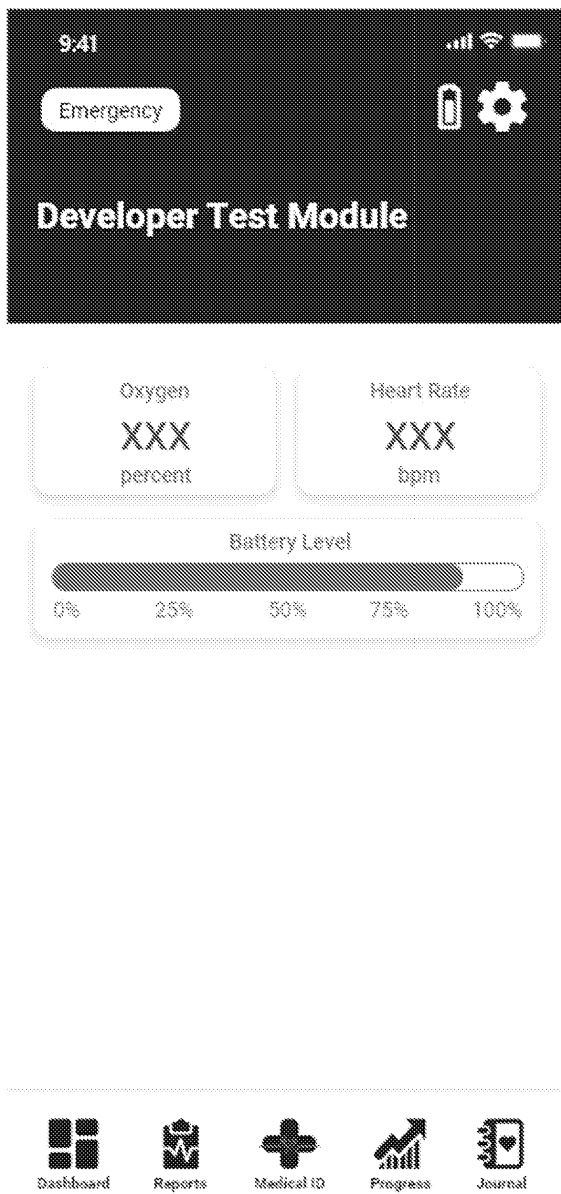 9:41
Emergency
Developer Test Module
Oxygen
XXX
percent
Heart Rate
XXX
bpm
Battery Level
0% 25% 50% 75% 100%
Dashboard Reports Medical ID Progress Journal